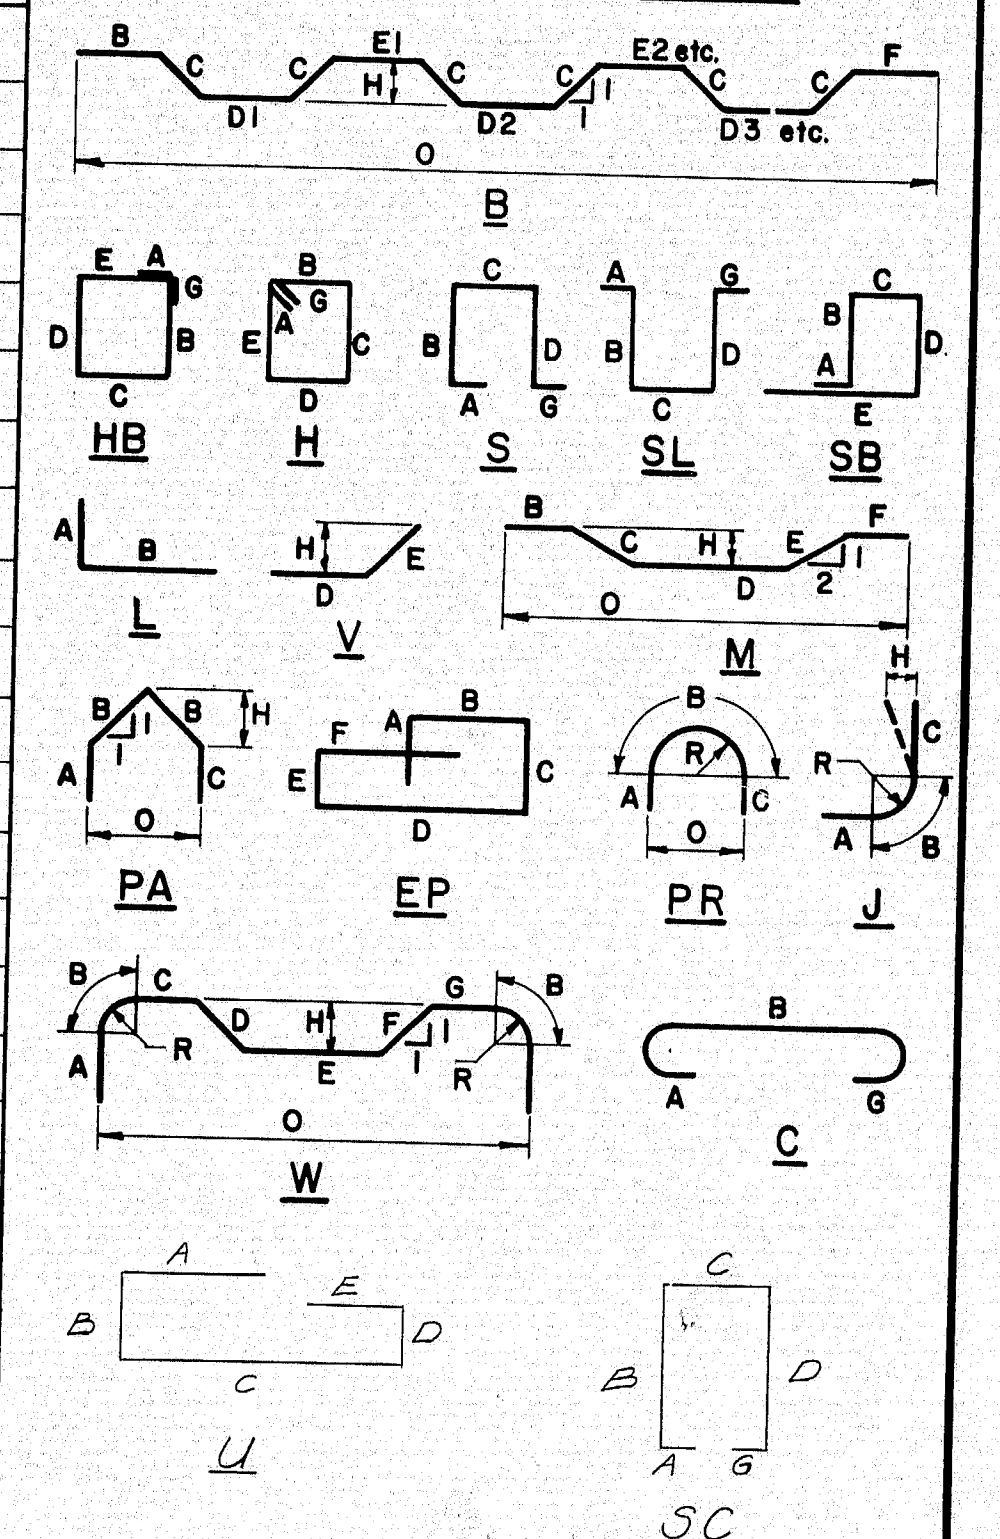 B C C E1 H C C 1 1 E2 etc. C C F
D1 D2 D3 etc.
O
B
E A G D B C
HB
B G A E C D
H
C B D A G
S
A G B D C
SL
C B D. A E
SB
A B
L
H E D
V
B C H E F 1 2 D
O
M
B B H 1 1 A C
O
PA
B A F E C D
EP
B R A C
O
PR
H C R A B
J
B C D H F G B 1 1 R R A E
O
W
B
A G
C
A
E
B D
C
U
C
B D
A G
SC